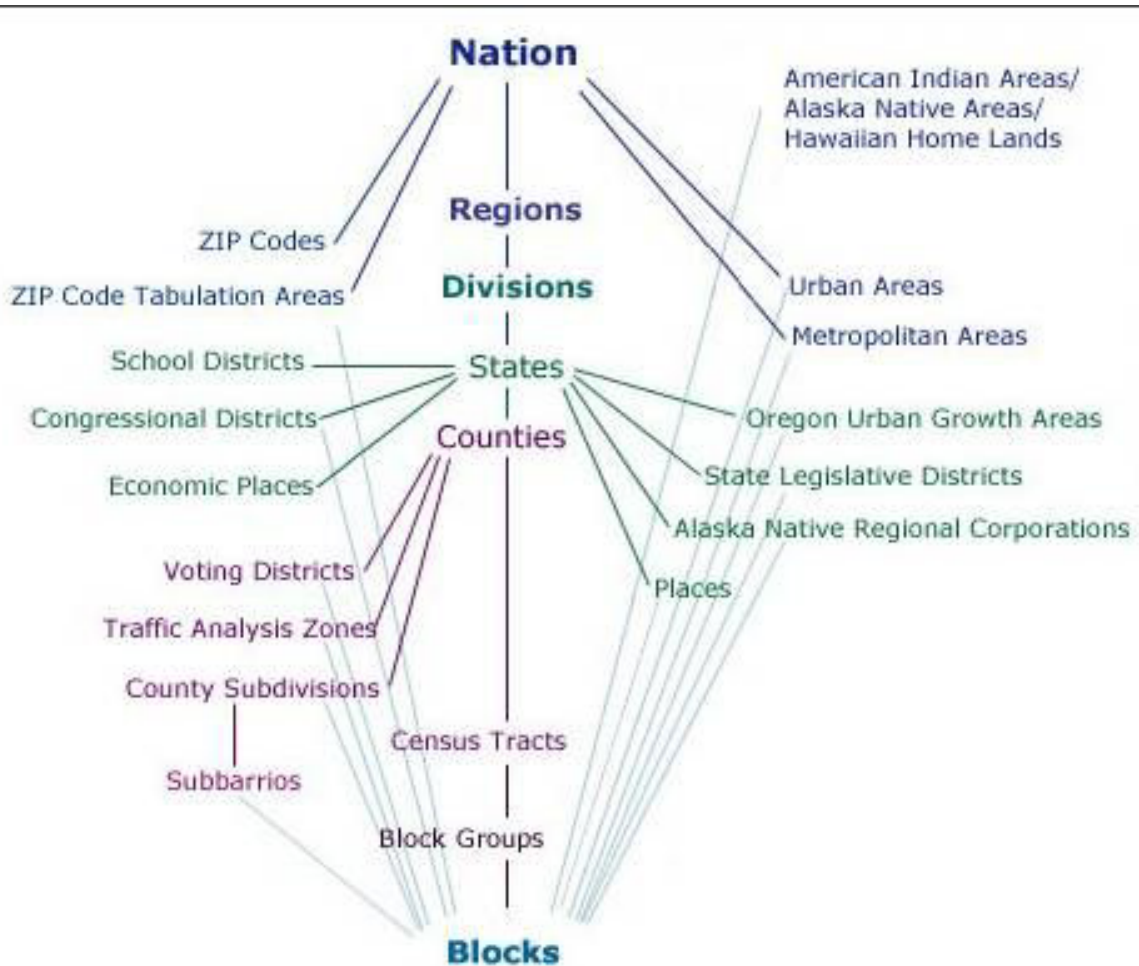 Nation
American Indian Areas/
Alaska Native Areas/
Hawaiian Home Lands
Regions
ZIP Codes
Divisions
Urban Areas
ZIP Code Tabulation Areas
Metropolitan Areas
School Districts
States
Congressional Districts
Oregon Urban Growth Areas
Counties
State Legislative Districts
Economic Places
Alaska Native Regional Corporations
Voting Districts
Places
Traffic Analysis Zones
County Subdivisions
Census Tracts
Subbarrios
Block Groups
Blocks